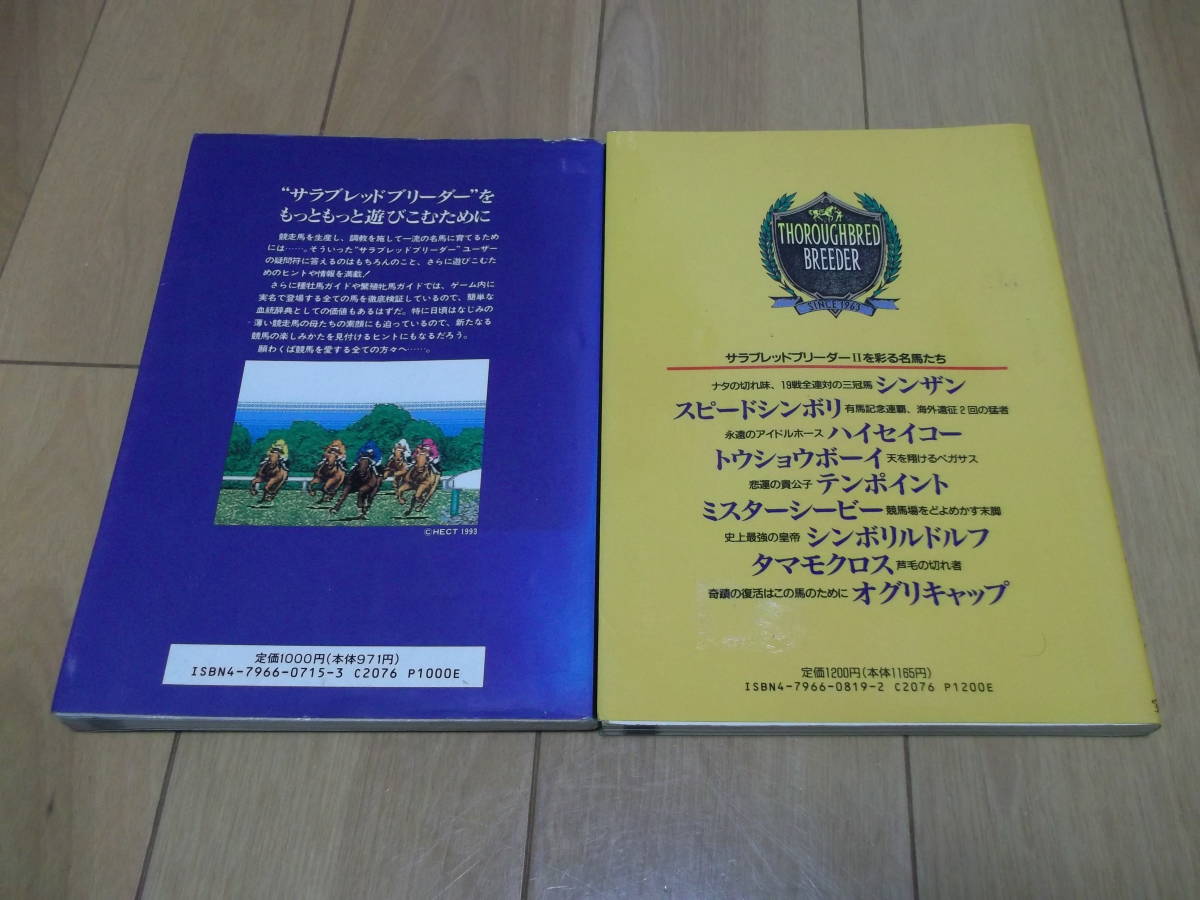 “サラブレッドブリーダー”を
もっともっと遊びこむために
競走馬を生産し、調教を施して一流の名馬に育てるため
には……。そういった“サラブレッドブリーダー”ユーザー
の疑問符に答えるのはもちろんのこと、さらに遊びこむた
めのヒントや情報を満載!
さらに種牡馬ガイドや繁殖牝馬ガイドでは、ゲーム内に
実名で登場する全ての馬を徹底検証しているので、簡単な
血統辞典としての価値もあるはずだ。特に日頃はなじみの
薄い競走馬の母たちの素顔にも迫っているので、新たなる
競馬の楽しみかたを見付けるヒントにもなるだろう。
願わくば競馬を愛する全ての方々へ……。
©HECT 1993
定価1000円(本体971円)
ISBN4-7966-0715-3 C2076 P1000E
THOROUGHBRED
BREEDER
SINCE 1963
サラブレッドブリーダーIIを彩る名馬たち
ナタの切れ味、19戦全連対の三冠馬 シンザン
スピードシンボリ 有馬記念連覇、海外遠征2回の猛者
永遠のアイドルホース ハイセイコー
トウショウボーイ 天を翔けるペガサス
悲運の貴公子 テンポイント
ミスターシービー 競馬場をどよめかす末脚
史上最強の皇帝 シンボリルドルフ
タマモクロス 芦毛の切れ者
奇蹟の復活はこの馬のために オグリキャップ
定価1200円(本体1165円)
ISBN4-7966-0819-2 C2076 P1200E